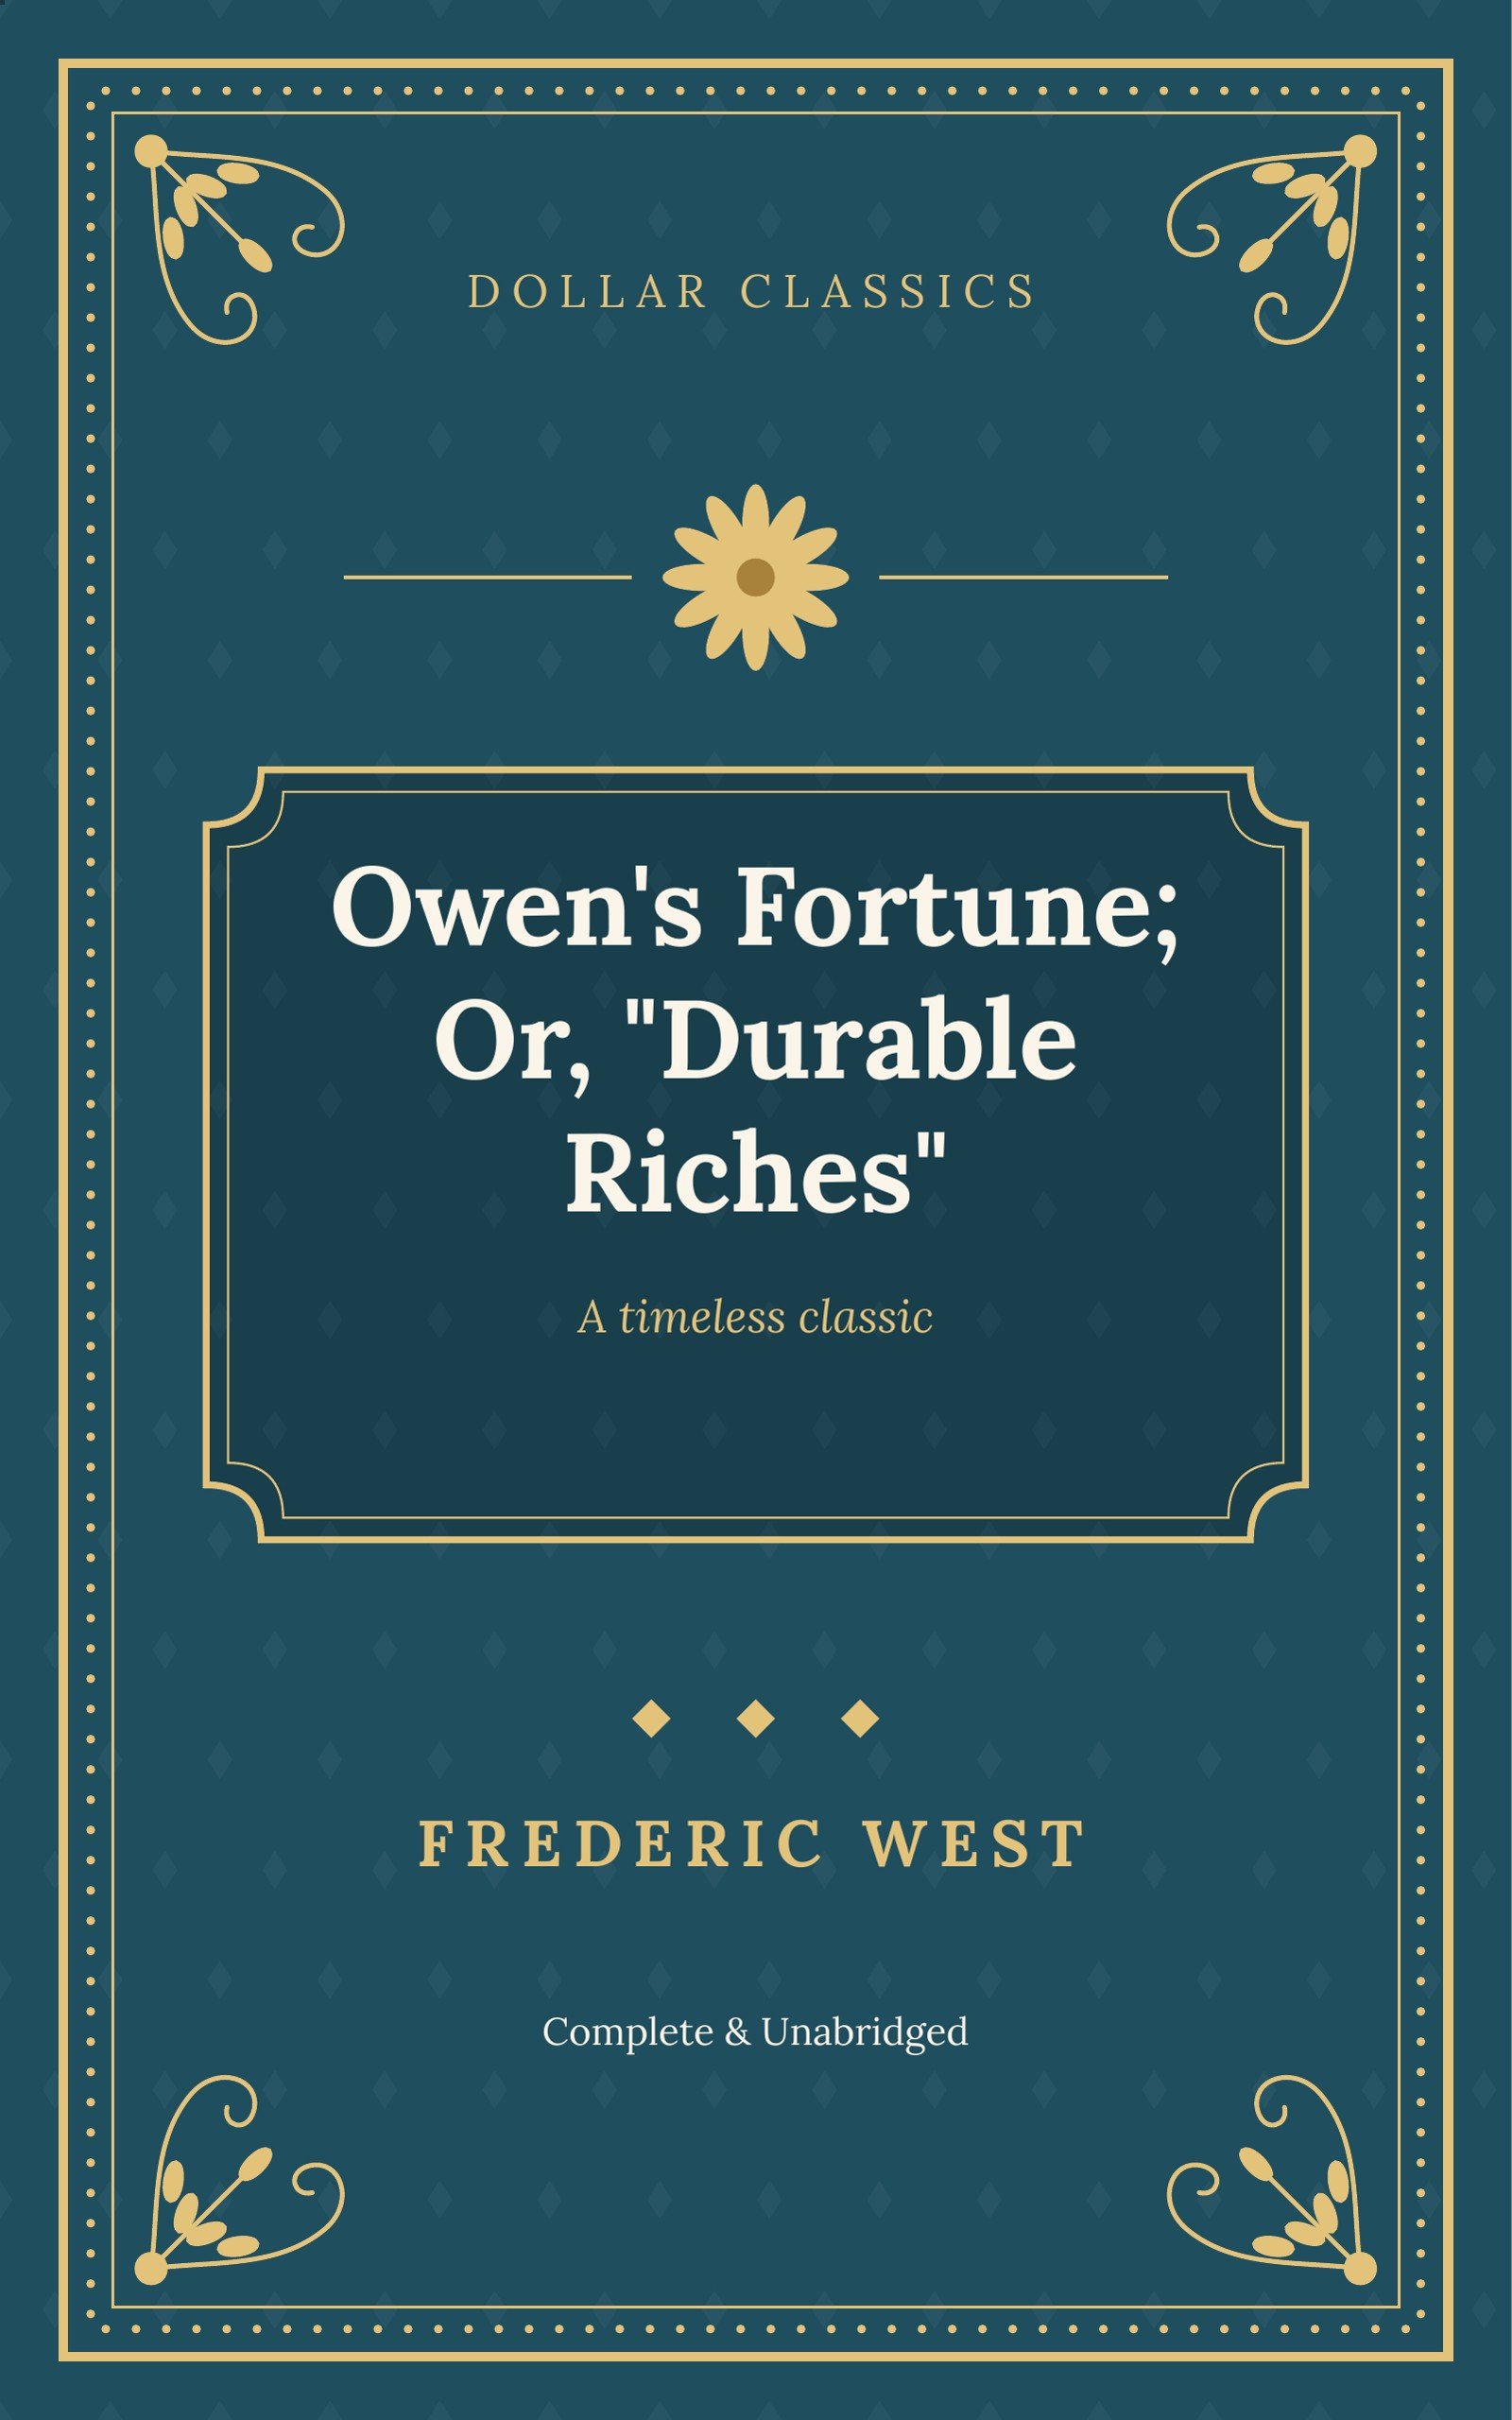 DOLLAR CLASSICS
Owen's Fortune;
Or, "Durable
Riches"
A timeless classic
FREDERIC WEST
Complete & Unabridged